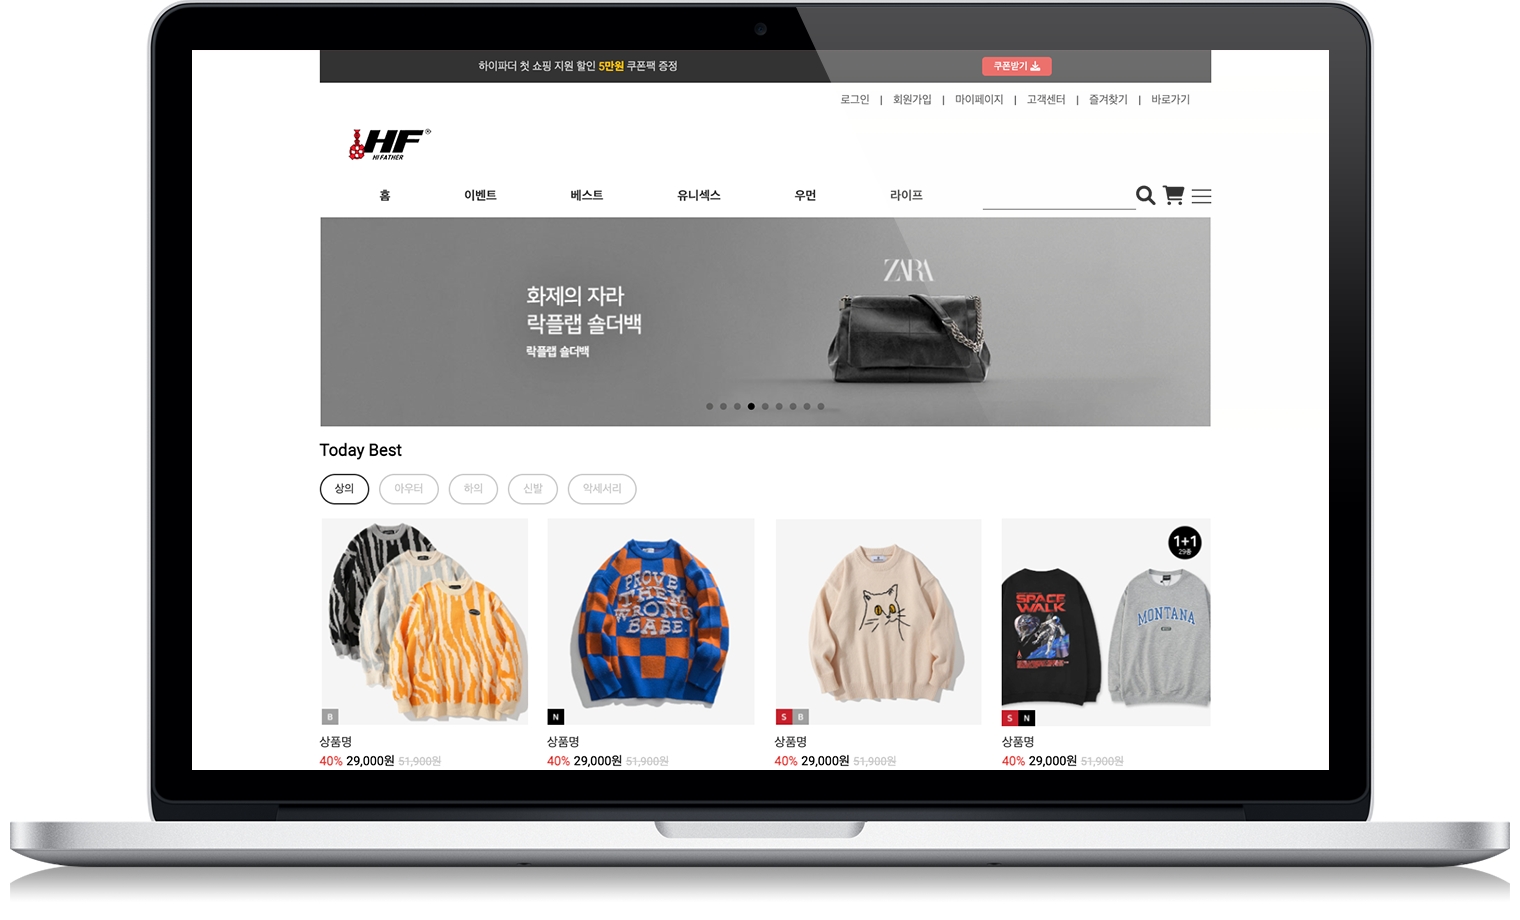 하이파더 첫 쇼핑 지원 할인 5만원 쿠폰팩 증정
쿠폰받기
로그인 | 회원가입 | 마이페이지 | 고객센터 | 즐겨찾기 | 바로가기
HF®
HI FATHER
홈 이벤트 베스트 유니섹스 우먼 라이프
ZARA
화제의 자라
락플랩 숄더백
락플랩 숄더백
Today Best
상의 아우터 하의 신발 악세서리
PROVE
THEM
WRONG
BABE.
1+1
29종
SPACE
WALK
MONTANA
B
N
S B
S N
상품명 상품명 상품명 상품명
40% 29,000원 51,900원 40% 29,000원 51,900원 40% 29,000원 51,900원 40% 29,000원 51,900원